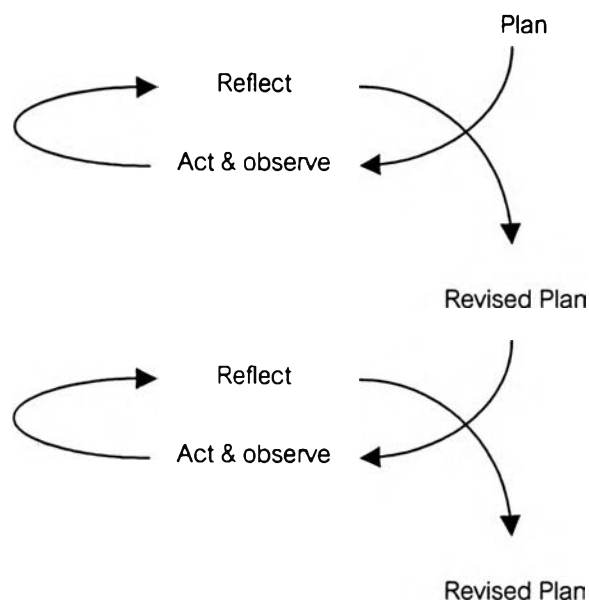 Plan
Reflect
Act & observe
Revised Plan
Reflect
Act & observe
Revised Plan